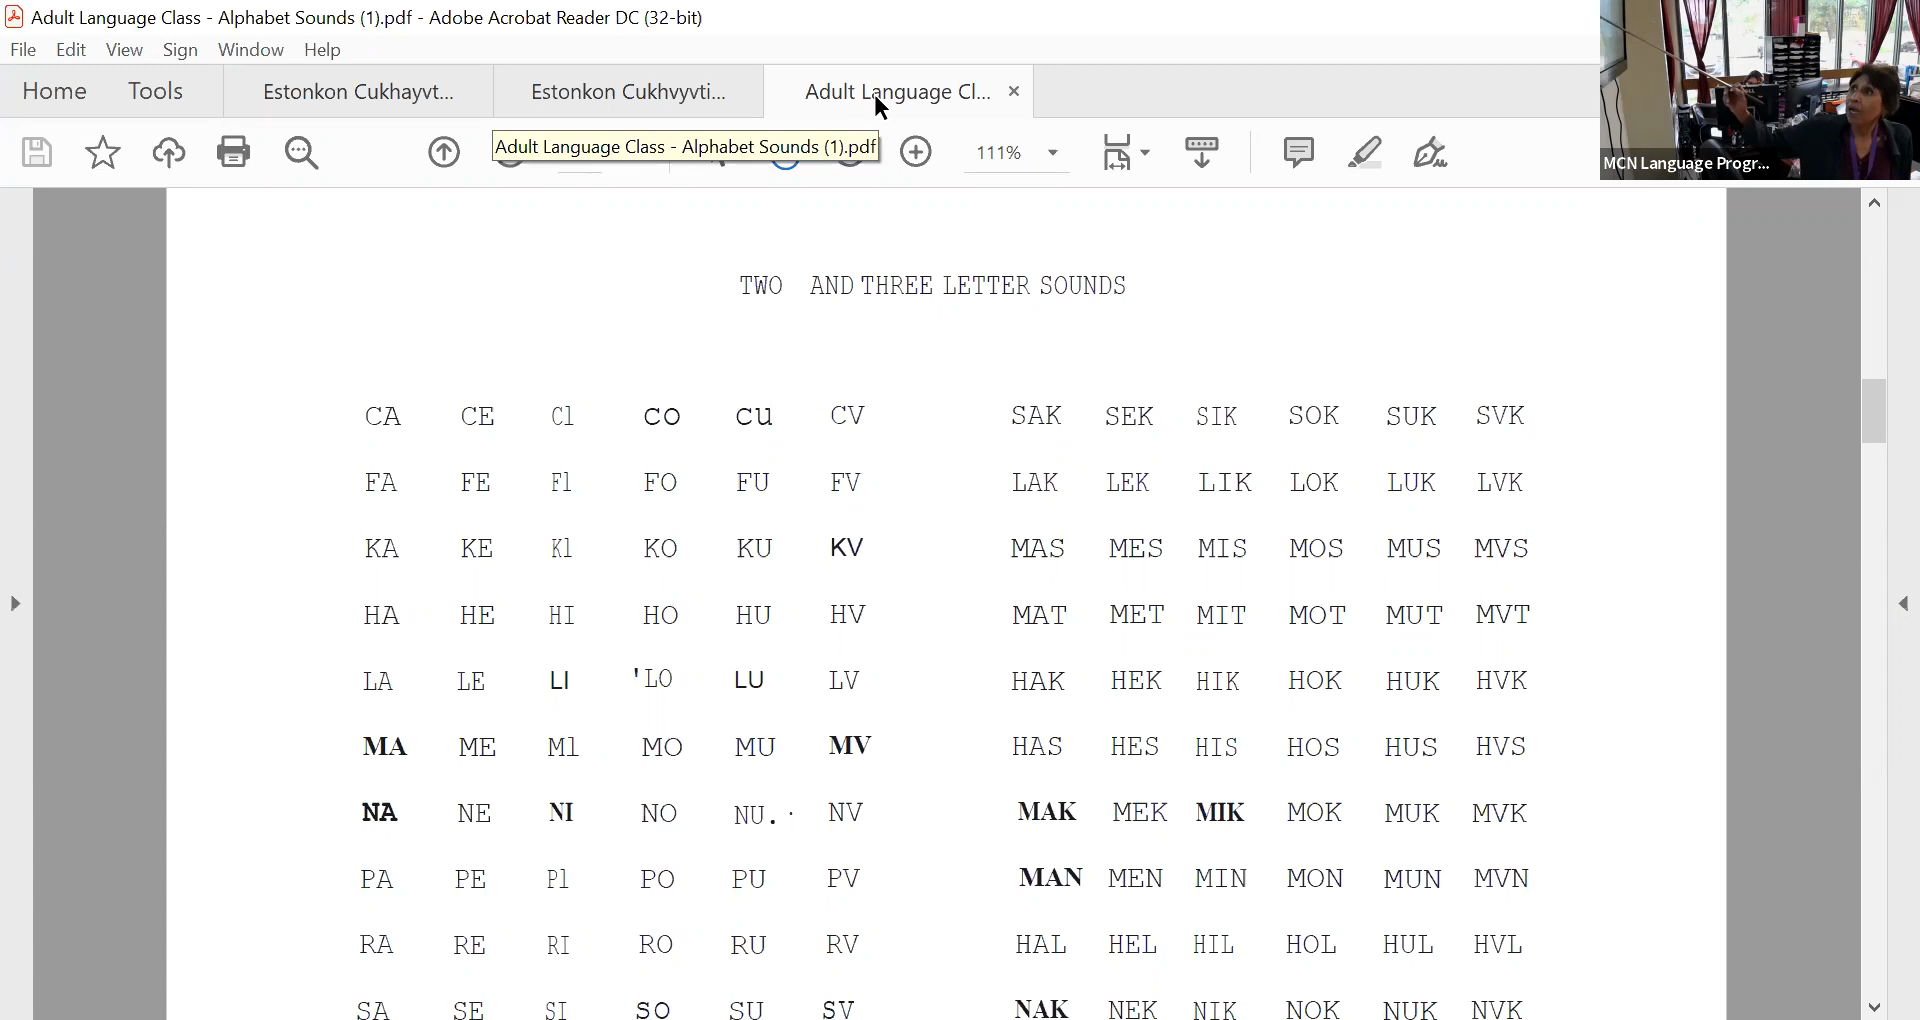 Adult Language Class - Alphabet Sounds (1).pdf - Adobe Acrobat Reader DC (32-bit)
File Edit View Sign Window Help
Home Tools Estonkon Cukhayvt... Estonkon Cukhvyvti... Adult Language Cl... ×
Adult Language Class - Alphabet Sounds (1).pdf 111%
MCN Language Progr...
TWO AND THREE LETTER SOUNDS
CA CE Cl co cu CV SAK SEK SIK SOK SUK SVK
FA FE Fl FO FU FV LAK LEK LIK LOK LUK LVK
KA KE Kl KO KU KV MAS MES MIS MOS MUS MVS
HA HE HI HO HU HV MAT MET MIT MOT MUT MVT
LA LE LI 'LO LU LV HAK HEK HIK HOK HUK HVK
MA ME Ml MO MU MV HAS HES HIS HOS HUS HVS
NA NE NI NO NU. · NV MAK MEK MIK MOK MUK MVK
PA PE Pl PO PU PV MAN MEN MIN MON MUN MVN
RA RE RI RO RU RV HAL HEL HIL HOL HUL HVL
SA SE SI SO SU SV NAK NEK NIK NOK NUK NVK